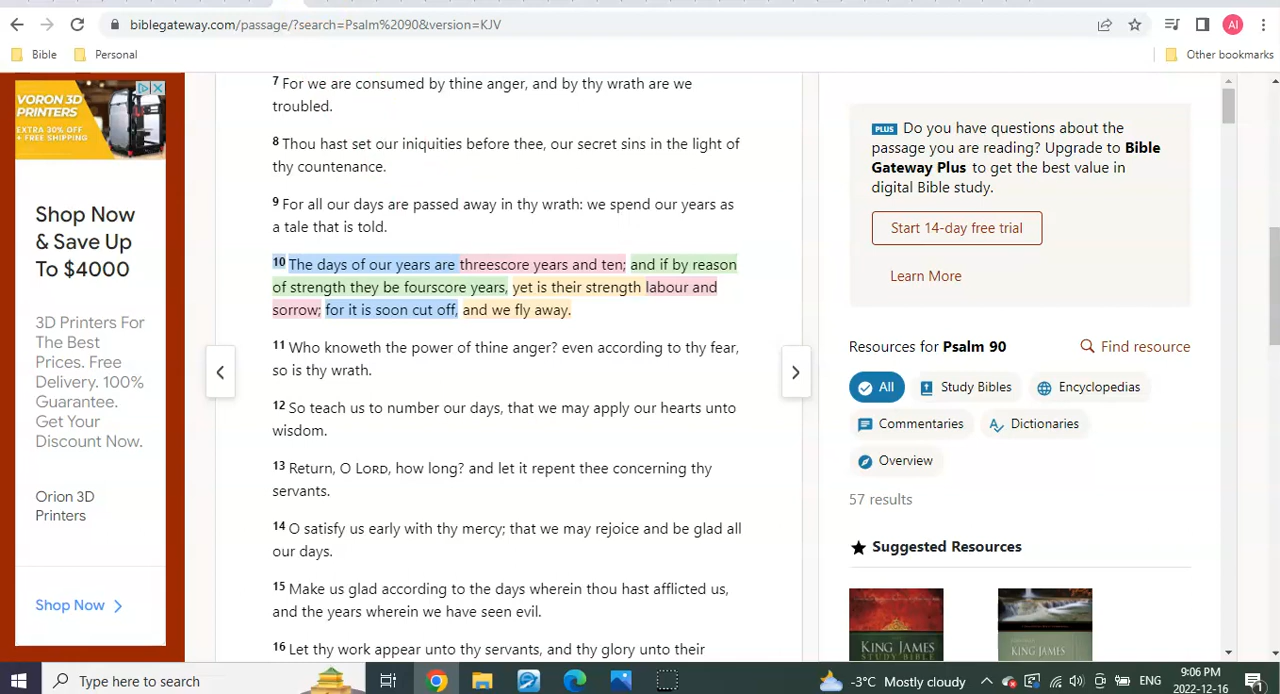 biblegateway.com/passage/?search=Psalm%2090&version=KJV
AI
Bible
Personal
Other bookmarks
VORON 3D
PRINTERS
EXTRA 30% OFF
+ FREE SHIPPING
Shop Now
& Save Up
To $4000
3D Printers For
The Best
Prices. Free
Delivery. 100%
Guarantee.
Get Your
Discount Now.
Orion 3D
Printers
Shop Now
7 For we are consumed by thine anger, and by thy wrath are we
troubled.
8 Thou hast set our iniquities before thee, our secret sins in the light of
thy countenance.
9 For all our days are passed away in thy wrath: we spend our years as
a tale that is told.
10 The days of our years are threescore years and ten; and if by reason
of strength they be fourscore years, yet is their strength labour and
sorrow; for it is soon cut off, and we fly away.
11 Who knoweth the power of thine anger? even according to thy fear,
so is thy wrath.
12 So teach us to number our days, that we may apply our hearts unto
wisdom.
13 Return, O LORD, how long? and let it repent thee concerning thy
servants.
14 O satisfy us early with thy mercy; that we may rejoice and be glad all
our days.
15 Make us glad according to the days wherein thou hast afflicted us,
and the years wherein we have seen evil.
16 Let thy work appear unto thy servants, and thy glory unto their
PLUS Do you have questions about the
passage you are reading? Upgrade to Bible
Gateway Plus to get the best value in
digital Bible study.
Start 14-day free trial
Learn More
Resources for Psalm 90
Find resource
All
Study Bibles
Encyclopedias
Commentaries
Dictionaries
Overview
57 results
Suggested Resources
KING JAMES
STUDY BIBLE
KING JAMES
Type here to search
-3°C Mostly cloudy
ENG
9:06 PM
2022-12-16
1